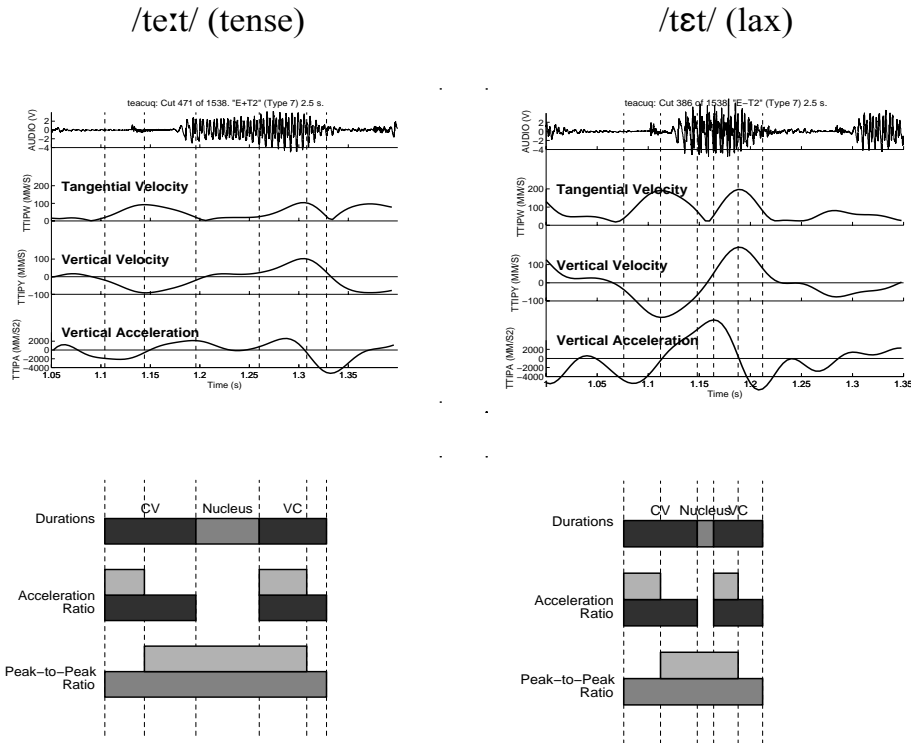 /teːt/ (tense)
teacuq: Cut 471 of 1538. "E+T2" (Type 7) 2.5 s.
AUDIO (V)
2
0
−2
−4
Tangential Velocity
TTIPW (MM/S)
200
100
0
Vertical Velocity
TTIPY (MM/S)
100
0
−100
Vertical Acceleration
TTIPA (MM/S2)
2000
0
−2000
−4000
1.05 1.1 1.15 1.2 1.25 1.3 1.35
Time (s)
CV Nucleus VC
Durations
Acceleration
Ratio
Peak−to−Peak
Ratio
/tɛt/ (lax)
teacuq: Cut 386 of 1538. "E−T2" (Type 7) 2.5 s.
AUDIO (V)
2
0
−2
−4
Tangential Velocity
TTIPW (MM/S)
200
100
0
Vertical Velocity
TTIPY (MM/S)
100
0
−100
Vertical Acceleration
TTIPA (MM/S2)
2000
0
−2000
−4000
1 1.05 1.1 1.15 1.2 1.25 1.3 1.35
Time (s)
CV Nucleus VC
Durations
Acceleration
Ratio
Peak−to−Peak
Ratio